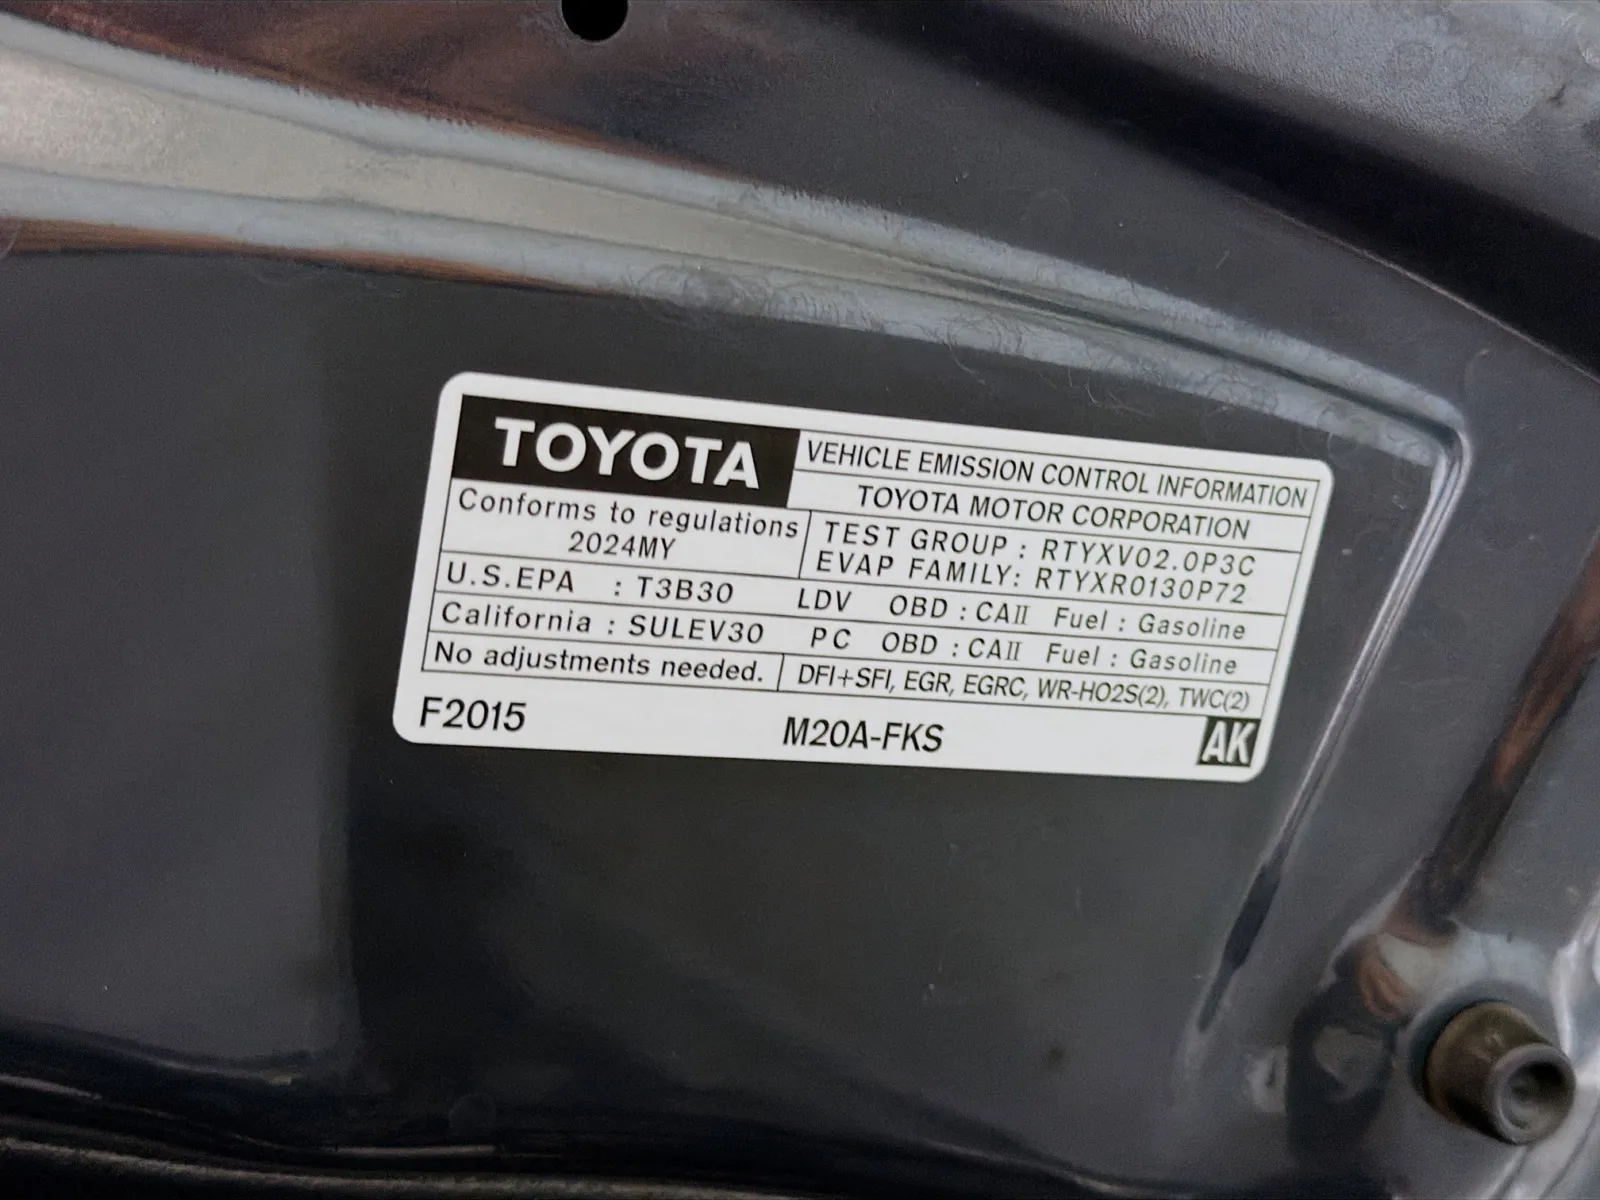 TOYOTA
VEHICLE EMISSION CONTROL INFORMATION
TOYOTA MOTOR CORPORATION
Conforms to regulations
2024MY
TEST GROUP : RTYXV02.0P3C
EVAP FAMILY: RTYXR0130P72
U.S.EPA : T3B30 LDV OBD : CAII Fuel : Gasoline
California : SULEV30 PC OBD : CAII Fuel : Gasoline
No adjustments needed. DFI+SFI, EGR, EGRC, WR-HO2S(2), TWC(2)
F2015 M20A-FKS AK